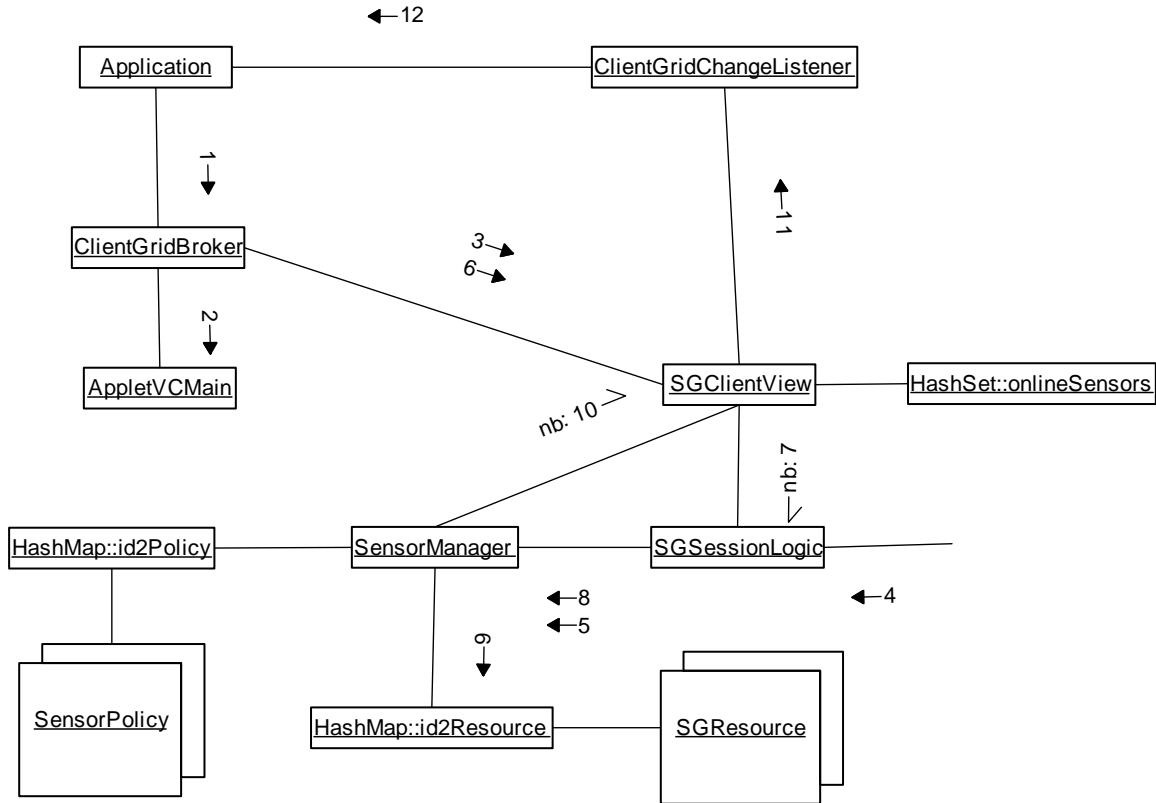 12
Application
ClientGridChangeListener
1
11
ClientGridBroker
3
6
2
AppletVCMain
SGClientView
HashSet::onlineSensors
nb: 10
nb: 7
HashMap::id2Policy
SensorManager
SGSessionLogic
8
4
5
9
SensorPolicy
HashMap::id2Resource
SGResource